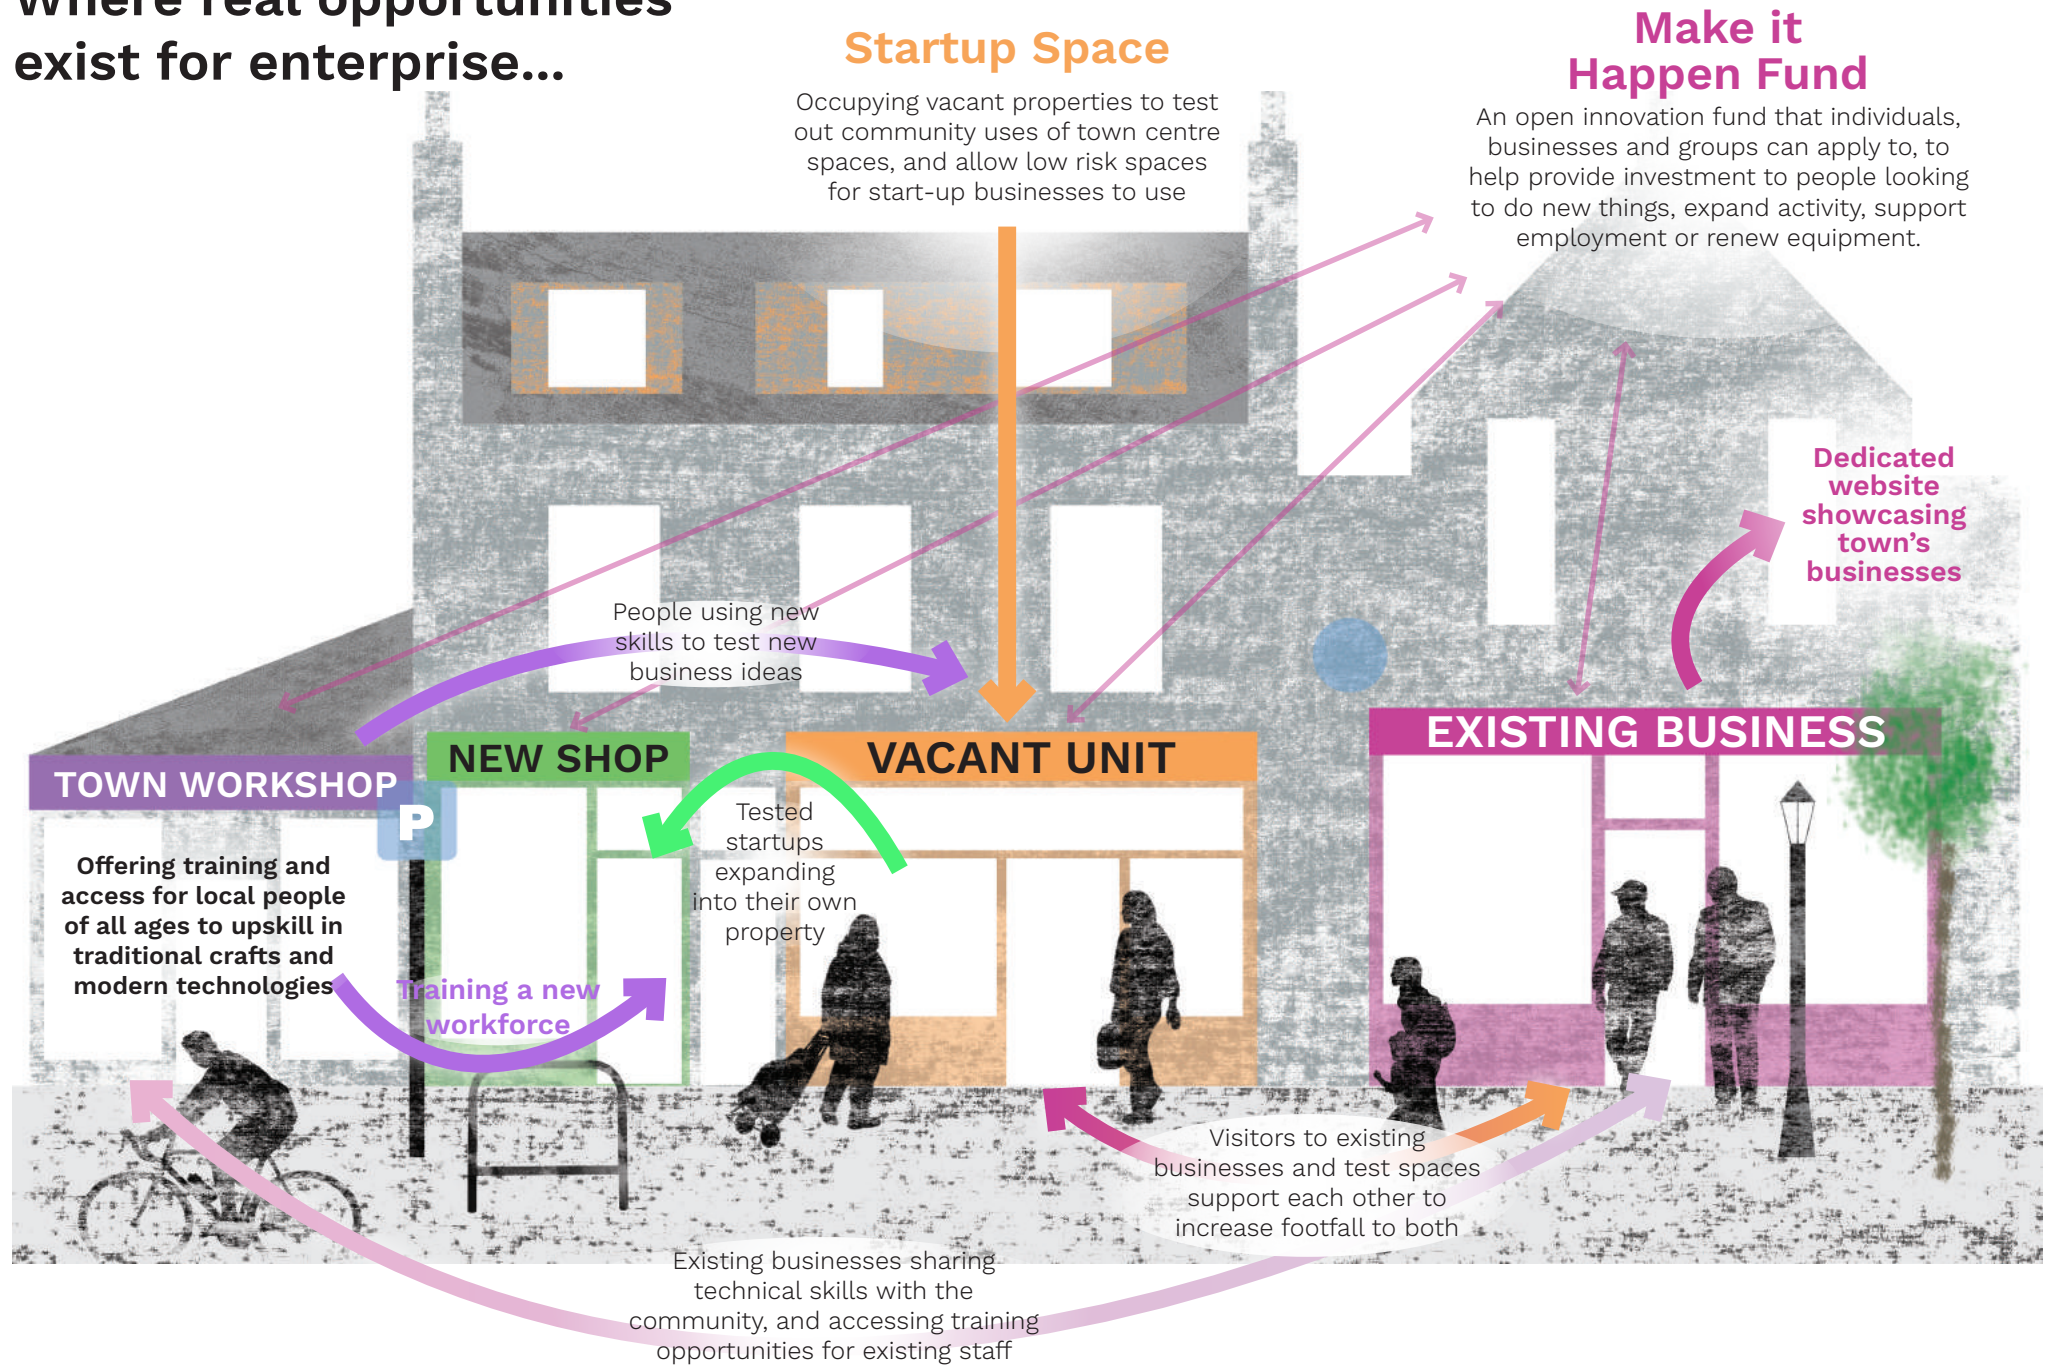 Where real opportunities
exist for enterprise...
Startup Space
Occupying vacant properties to test
out community uses of town centre
spaces, and allow low risk spaces
for start-up businesses to use
Make it
Happen Fund
An open innovation fund that individuals,
businesses and groups can apply to, to
help provide investment to people looking
to do new things, expand activity, support
employment or renew equipment.
Dedicated
website
showcasing
town’s
businesses
People using new
skills to test new
business ideas
TOWN WORKSHOP
NEW SHOP
VACANT UNIT
EXISTING BUSINESS
P
Offering training and
access for local people
of all ages to upskill in
traditional crafts and
modern technologies
Training a new
workforce
Tested
startups
expanding
into their own
property
Visitors to existing
businesses and test spaces
support each other to
increase footfall to both
Existing businesses sharing
technical skills with the
community, and accessing training
opportunities for existing staff